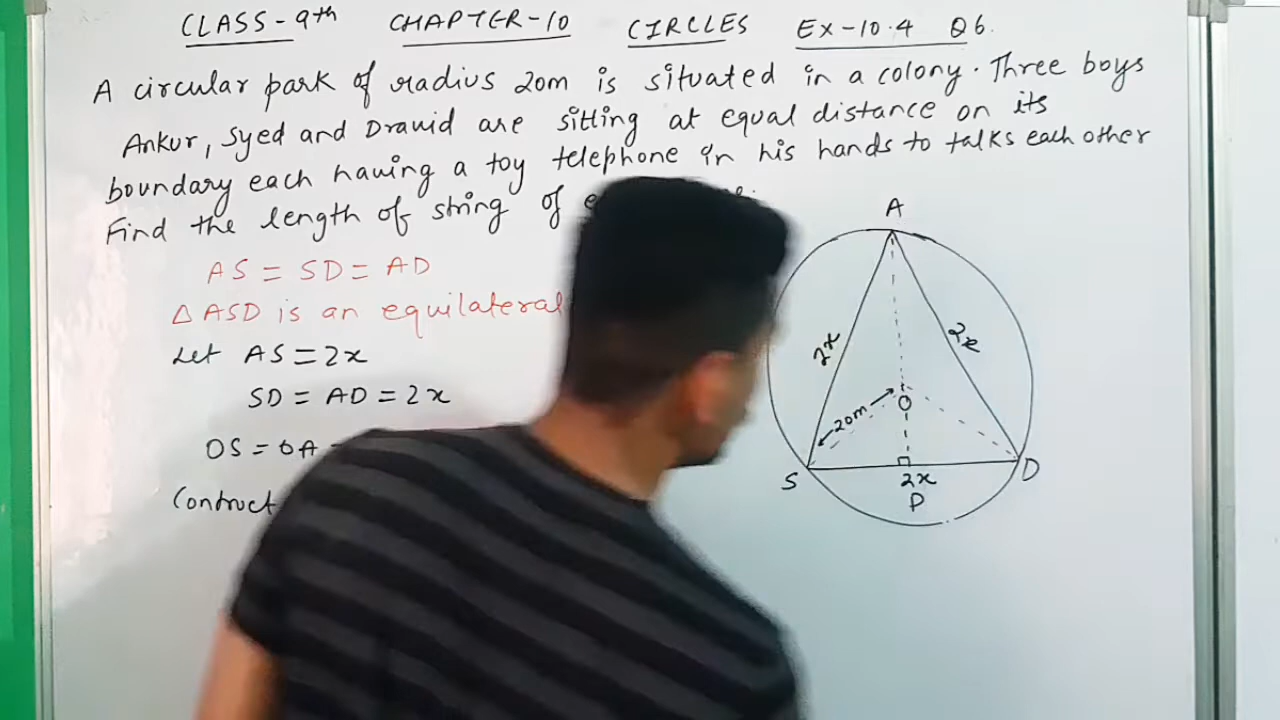 CLASS-9th CHAPTER-10 CIRCLES Ex-10.4 Q6.
A circular park of radius 20m is situated in a colony. Three boys
Ankur, Syed and David are sitting at equal distance on its
boundary each having a toy telephone in his hands to talks each other
Find the length of string of
AS = SD = AD
△ ASD is an equilateral
Let AS = 2x
SD = AD = 2x
OS = OA
Contruct
A
2x
2x
20m
O
S
2x
D
P